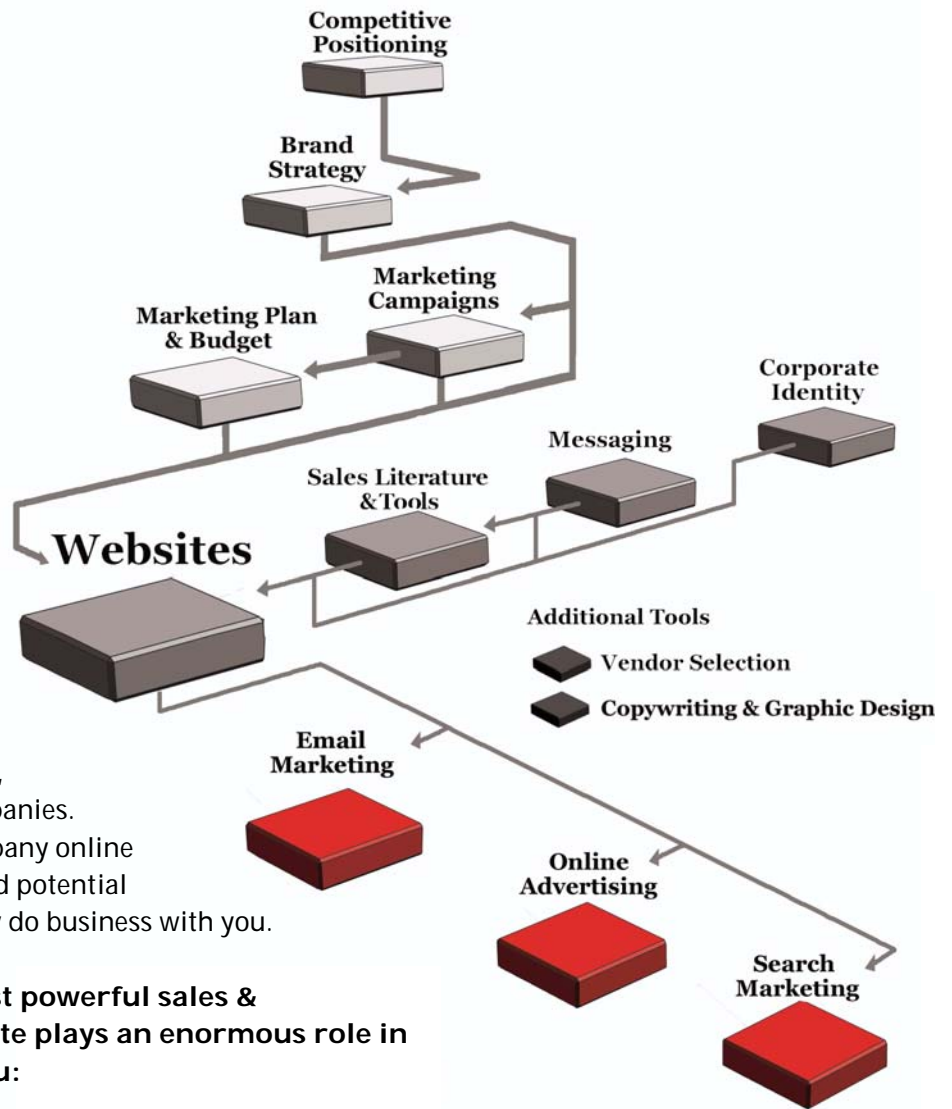 Competitive
Positioning
Brand
Strategy
Marketing
Campaigns
Marketing Plan
& Budget
Corporate
Identity
Messaging
Sales Literature
&Tools
Websites
Additional Tools
Vendor Selection
Copywriting & Graphic Design
Email
Marketing
Online
Advertising
Search
Marketing
,
panies.
pany online
d potential
do business with you.
st powerful sales &
te plays an enormous role in
u: